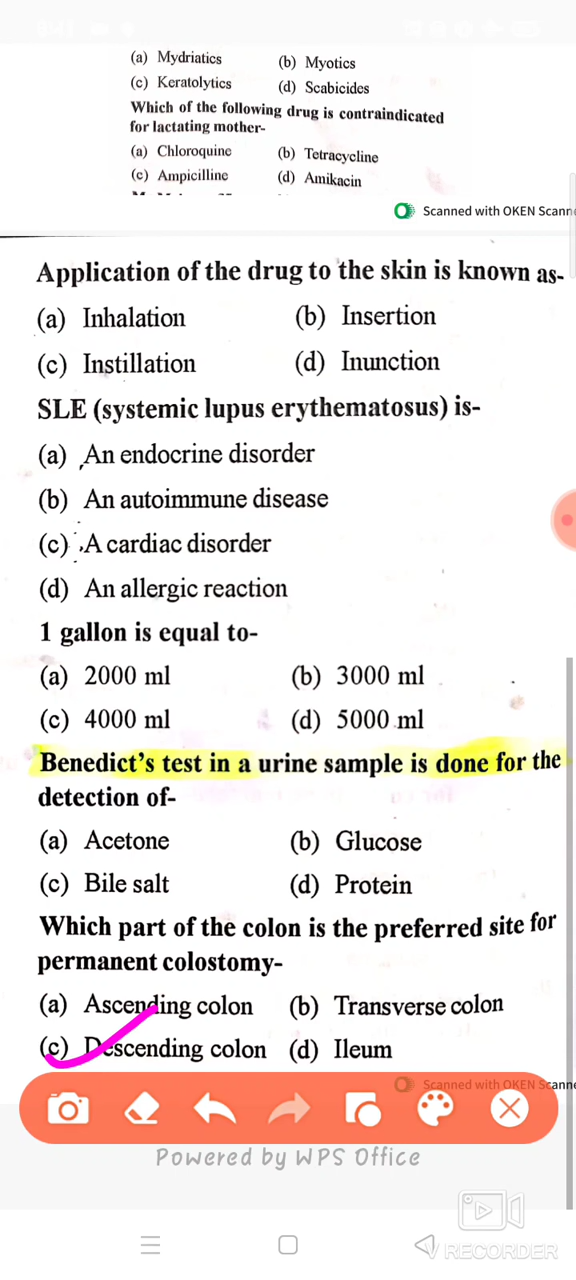 (a) Mydriatics (b) Myotics
(c) Keratolytics (d) Scabicides
Which of the following drug is contraindicated
for lactating mother-
(a) Chloroquine (b) Tetracycline
(c) Ampicilline (d) Amikacin
Scanned with OKEN Scann
Application of the drug to the skin is known as-
(a) Inhalation (b) Insertion
(c) Instillation (d) Inunction
SLE (systemic lupus erythematosus) is-
(a) An endocrine disorder
(b) An autoimmune disease
(c) A cardiac disorder
(d) An allergic reaction
1 gallon is equal to-
(a) 2000 ml (b) 3000 ml
(c) 4000 ml (d) 5000 ml
Benedict's test in a urine sample is done for the
detection of-
(a) Acetone (b) Glucose
(c) Bile salt (d) Protein
Which part of the colon is the preferred site for
permanent colostomy-
(a) Ascending colon (b) Transverse colon
(c) Descending colon (d) Ileum
Scanned with OKEN Scanne
Powered by WPS Office
RECORDER